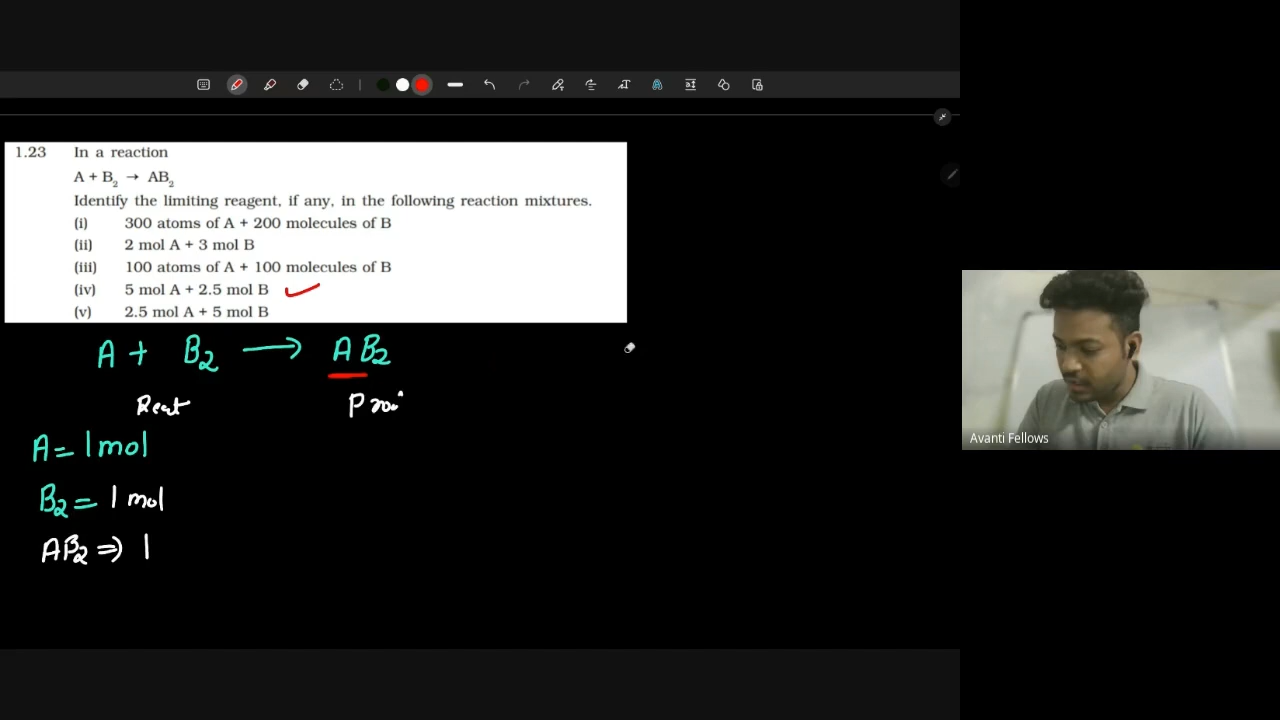 1.23 In a reaction
A + B₂ → AB₂
Identify the limiting reagent, if any, in the following reaction mixtures.
(i) 300 atoms of A + 200 molecules of B
(ii) 2 mol A + 3 mol B
(iii) 100 atoms of A + 100 molecules of B
(iv) 5 mol A + 2.5 mol B
(v) 2.5 mol A + 5 mol B
A + B₂ ⟶ AB₂
A = 1 mol
B₂ = 1 mol
AB₂ ⇒ 1
Avanti Fellows